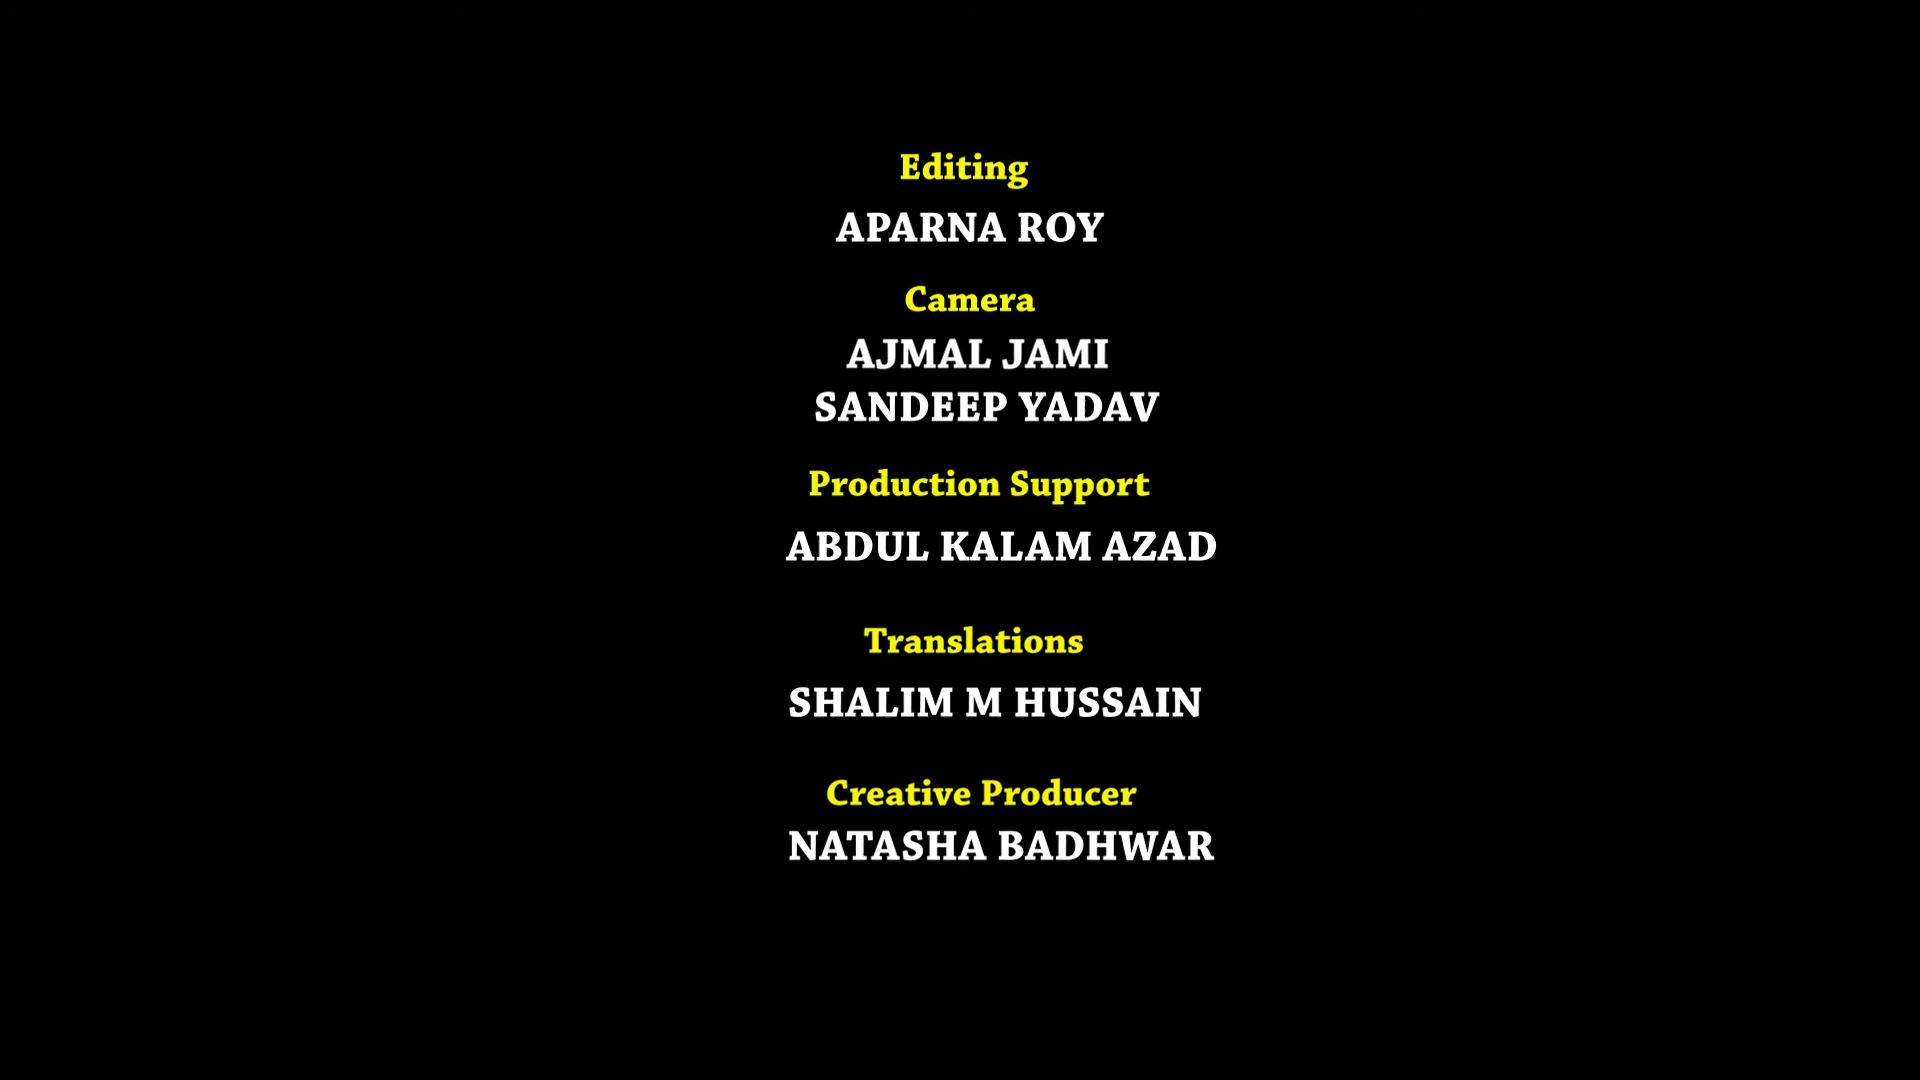 Editing
APARNA ROY
Camera
AJMAL JAMI
SANDEEP YADAV
Production Support
ABDUL KALAM AZAD
Translations
SHALIM M HUSSAIN
Creative Producer
NATASHA BADHWAR